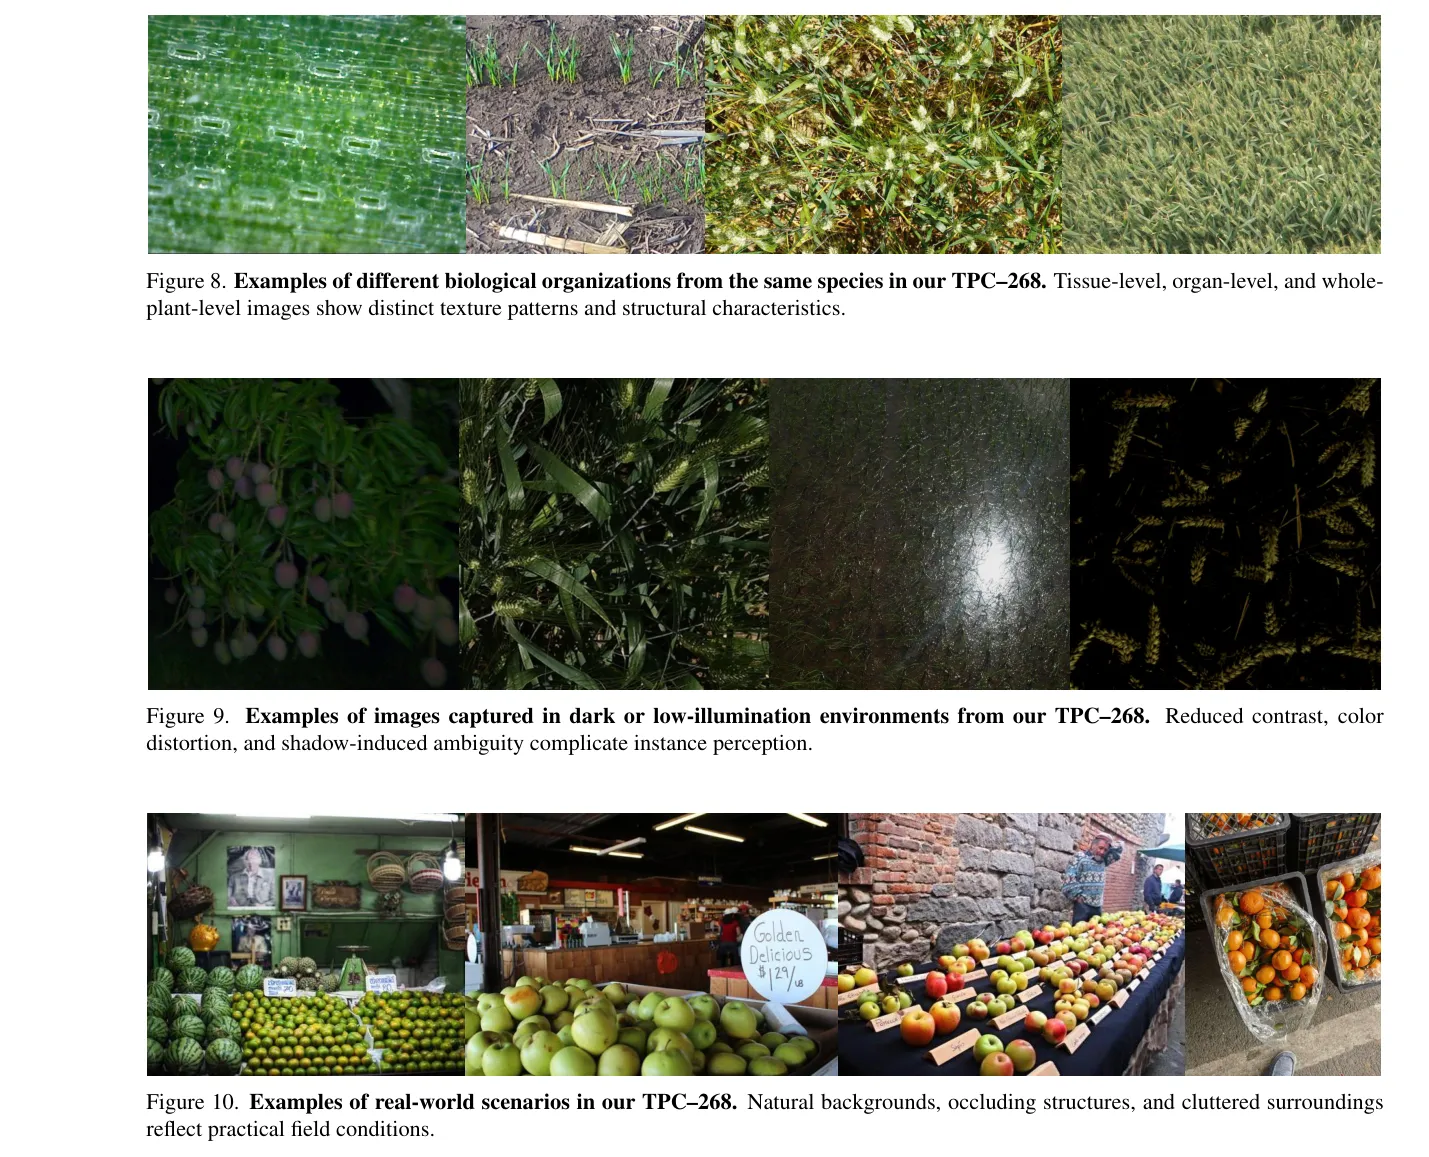 Figure 8. Examples of different biological organizations from the same species in our TPC–268. Tissue-level, organ-level, and whole-
plant-level images show distinct texture patterns and structural characteristics.
Figure 9. Examples of images captured in dark or low-illumination environments from our TPC–268. Reduced contrast, color
distortion, and shadow-induced ambiguity complicate instance perception.
Golden
Delicious
$1.29/LB
Figure 10. Examples of real-world scenarios in our TPC–268. Natural backgrounds, occluding structures, and cluttered surroundings
reflect practical field conditions.